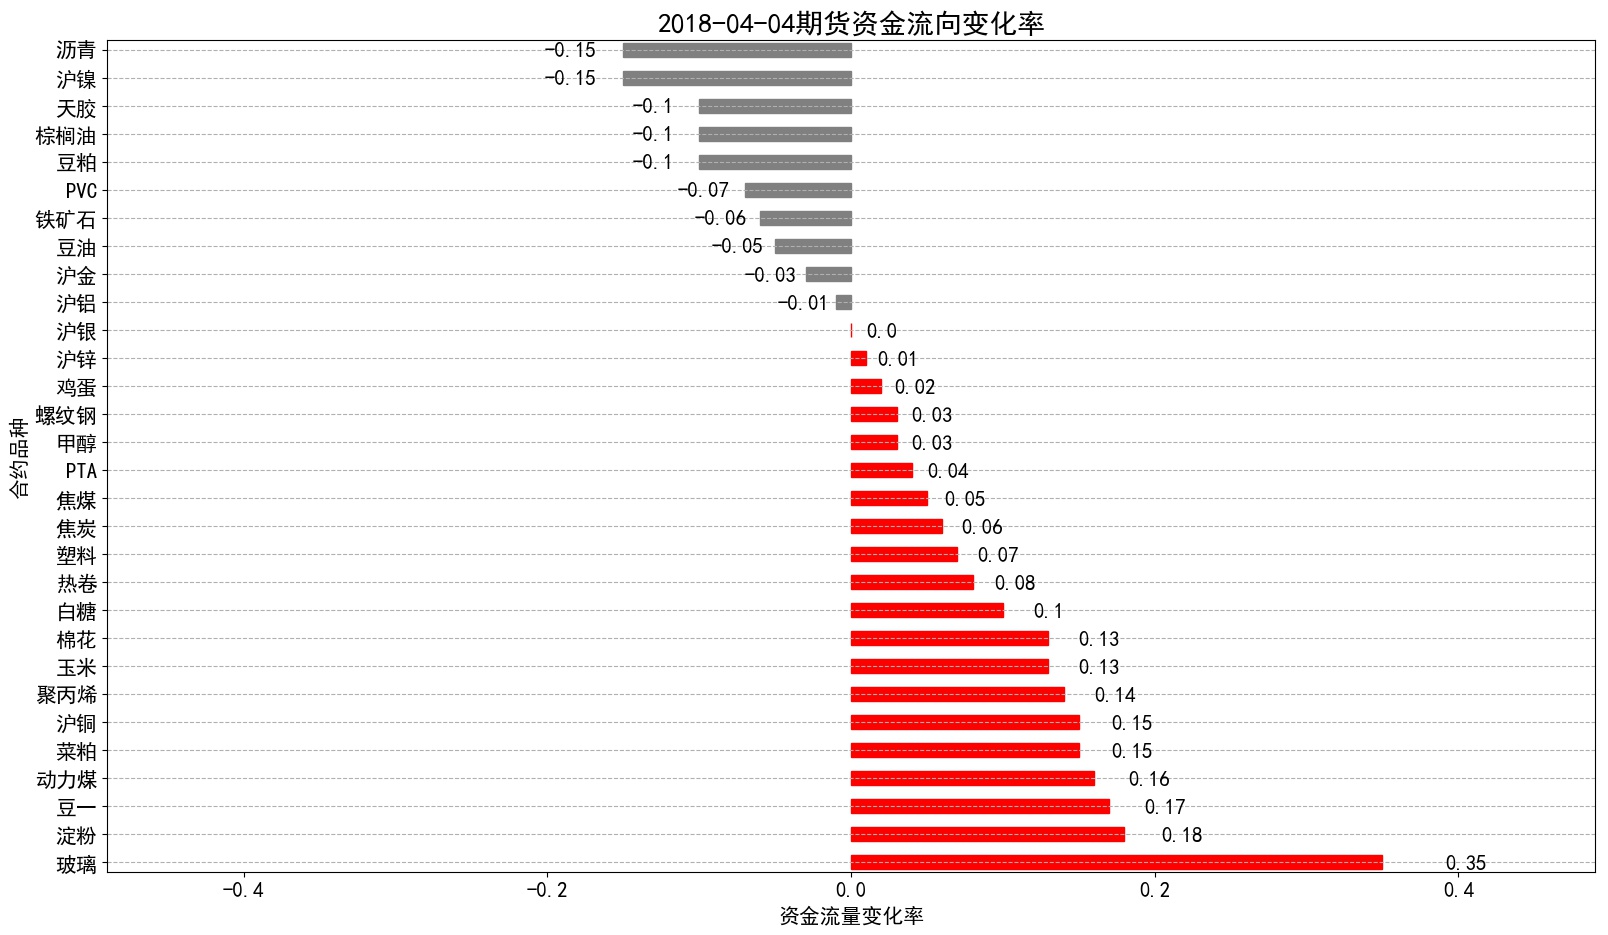 2018-04-04期货资金流向变化率
沥青 -0.15
沪镍 -0.15
天胶 -0.1
棕榈油 -0.1
豆粕 -0.1
PVC -0.07
铁矿石 -0.06
豆油 -0.05
沪金 -0.03
沪铝 -0.01
沪银 0.0
沪锌 0.01
鸡蛋 0.02
螺纹钢 0.03
甲醇 0.03
PTA 0.04
焦煤 0.05
焦炭 0.06
塑料 0.07
热卷 0.08
白糖 0.1
棉花 0.13
玉米 0.13
聚丙烯 0.14
沪铜 0.15
菜粕 0.15
动力煤 0.16
豆一 0.17
淀粉 0.18
玻璃 0.35
合约品种
-0.4 -0.2 0.0 0.2 0.4
资金流量变化率